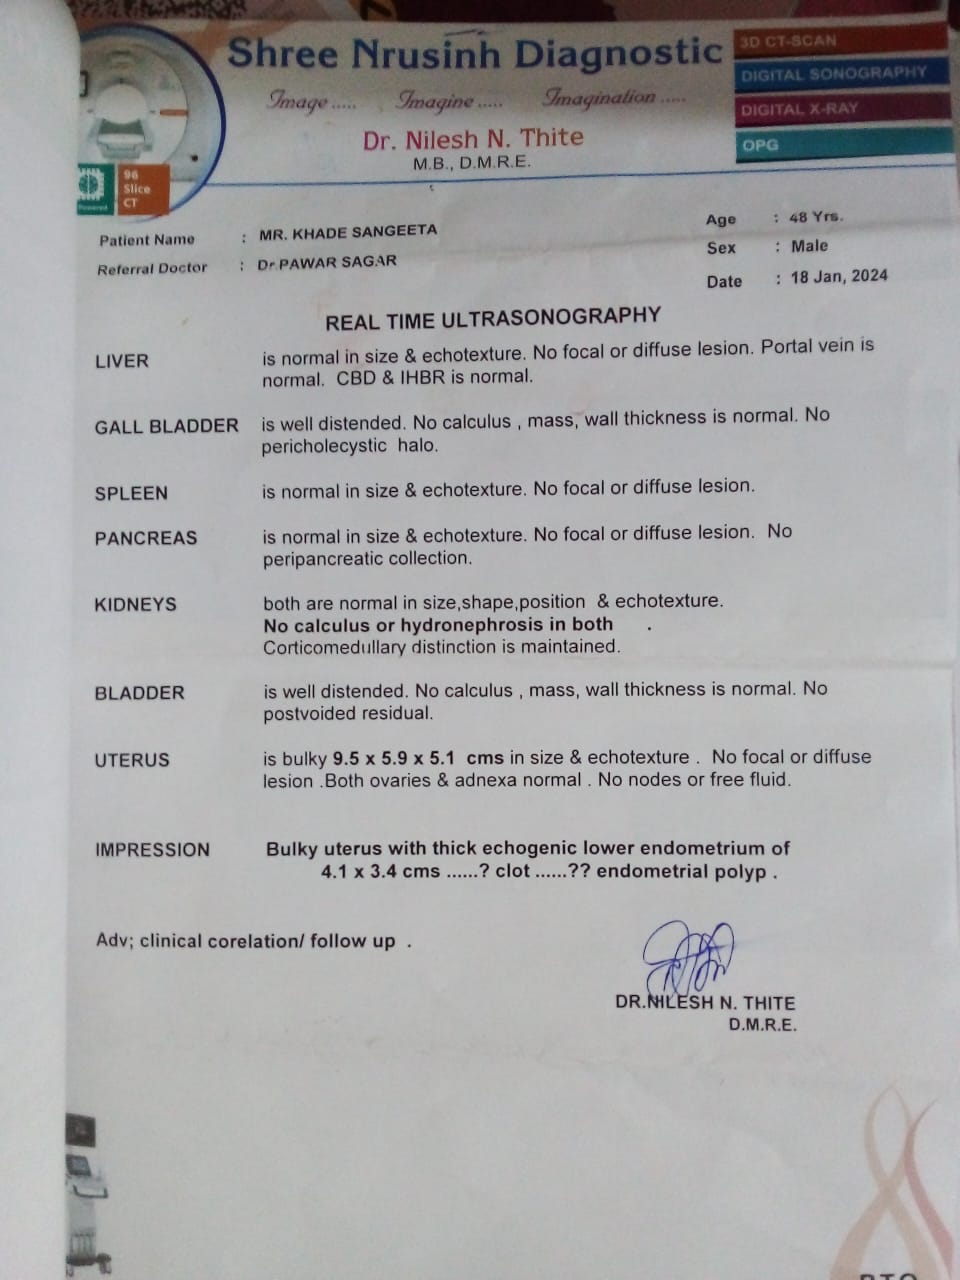 Shree Nrusinh Diagnostic
Image ..... Imagine ..... Imagination .....
Dr. Nilesh N. Thite
M.B., D.M.R.E.
3D CT-SCAN
DIGITAL SONOGRAPHY
DIGITAL X-RAY
OPG
Powered
96
Slice
CT
Patient Name : MR. KHADE SANGEETA
Referral Doctor : Dr.PAWAR SAGAR
Age : 48 Yrs.
Sex : Male
Date : 18 Jan, 2024
REAL TIME ULTRASONOGRAPHY
LIVER is normal in size & echotexture. No focal or diffuse lesion. Portal vein is
normal. CBD & IHBR is normal.
GALL BLADDER is well distended. No calculus , mass, wall thickness is normal. No
pericholecystic halo.
SPLEEN is normal in size & echotexture. No focal or diffuse lesion.
PANCREAS is normal in size & echotexture. No focal or diffuse lesion. No
peripancreatic collection.
KIDNEYS both are normal in size,shape,position & echotexture.
No calculus or hydronephrosis in both .
Corticomedullary distinction is maintained.
BLADDER is well distended. No calculus , mass, wall thickness is normal. No
postvoided residual.
UTERUS is bulky 9.5 x 5.9 x 5.1 cms in size & echotexture . No focal or diffuse
lesion .Both ovaries & adnexa normal . No nodes or free fluid.
IMPRESSION Bulky uterus with thick echogenic lower endometrium of
4.1 x 3.4 cms ......? clot ......?? endometrial polyp .
Adv; clinical corelation/ follow up .
DR.NILESH N. THITE
D.M.R.E.